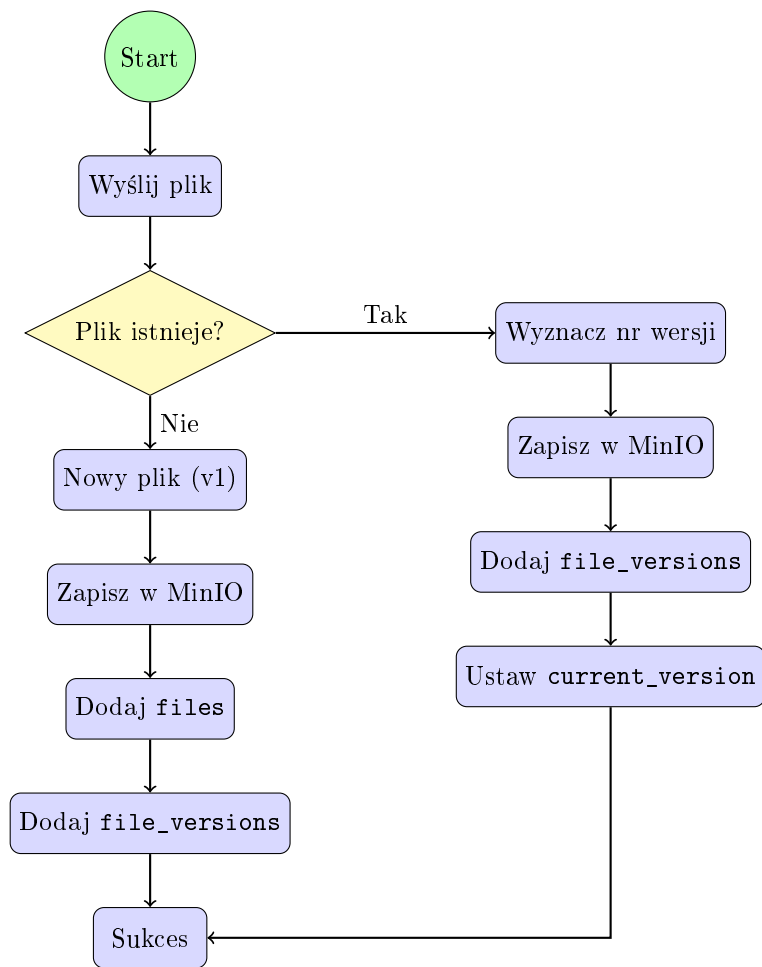 Start
Wyślij plik
Plik istnieje?
Tak
Wyznacz nr wersji
Nie
Zapisz w MinIO
Nowy plik (v1)
Dodaj file_versions
Zapisz w MinIO
Ustaw current_version
Dodaj files
Dodaj file_versions
Sukces